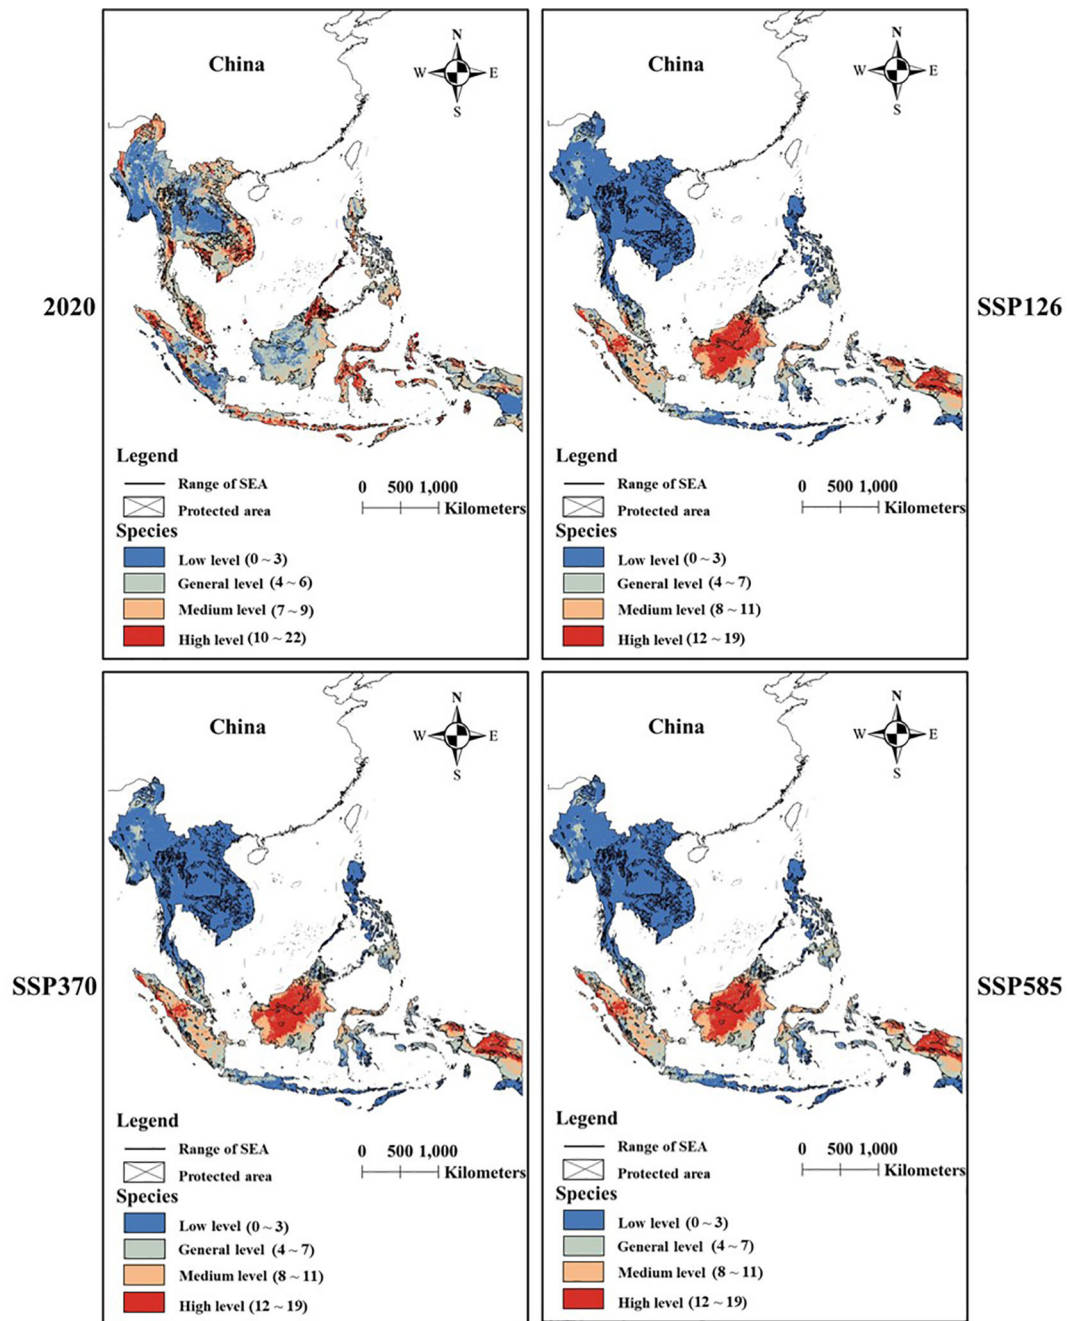 2020
China
N
W E
S
Legend
Range of SEA
Protected area
0 500 1,000
Kilometers
Species
Low level (0 ~ 3)
General level (4 ~ 6)
Medium level (7 ~ 9)
High level (10 ~ 22)
SSP126
China
N
W E
S
Legend
Range of SEA
Protected area
0 500 1,000
Kilometers
Species
Low level (0 ~ 3)
General level (4 ~ 7)
Medium level (8 ~ 11)
High level (12 ~ 19)
SSP370
China
N
W E
S
Legend
Range of SEA
Protected area
0 500 1,000
Kilometers
Species
Low level (0 ~ 3)
General level (4 ~ 7)
Medium level (8 ~ 11)
High level (12 ~ 19)
SSP585
China
N
W E
S
Legend
Range of SEA
Protected area
0 500 1,000
Kilometers
Species
Low level (0 ~ 3)
General level (4 ~ 7)
Medium level (8 ~ 11)
High level (12 ~ 19)